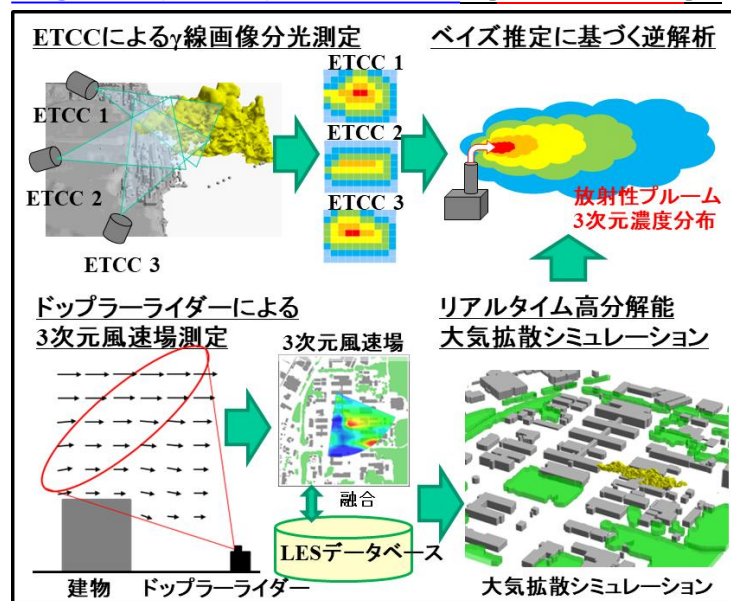 ETCCによるγ線画像分光測定
ETCC 1
ETCC 2
ETCC 3
ETCC 1
ETCC 2
ETCC 3
ベイズ推定に基づく逆解析
放射性プルーム
3次元濃度分布
ドップラーライダーによる
3次元風速場測定
建物
ドップラーライダー
3次元風速場
融合
LESデータベース
リアルタイム高分解能
大気拡散シミュレーション
大気拡散シミュレーション